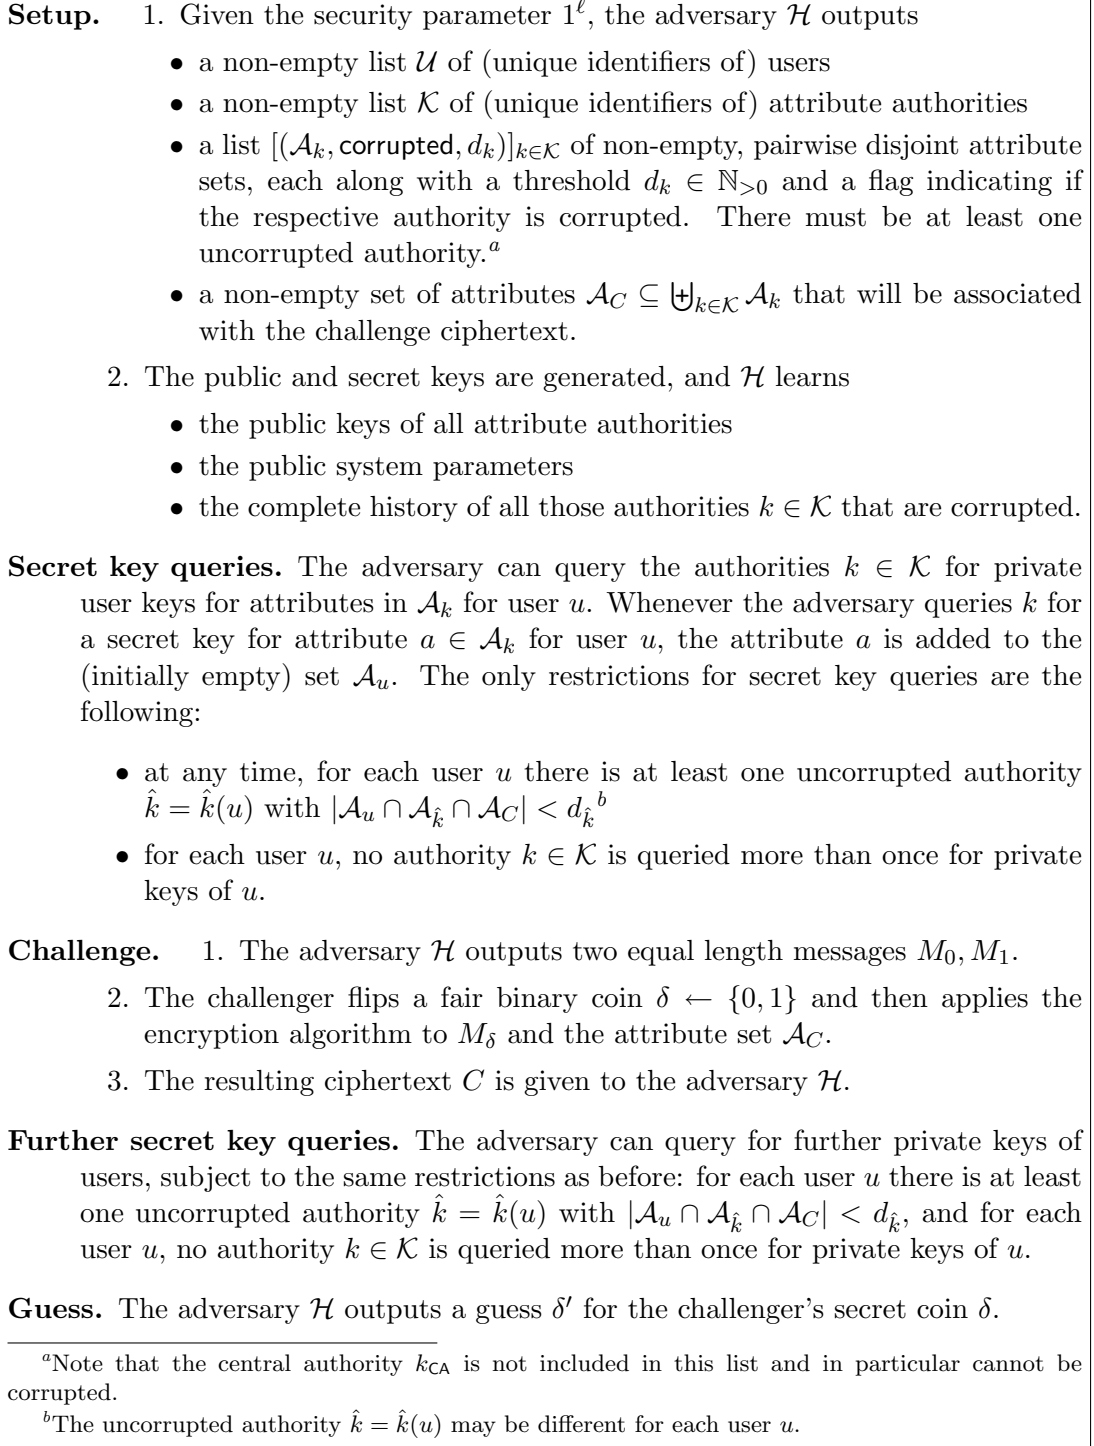 Setup. 1. Given the security parameter 1^ℓ, the adversary ℋ outputs
• a non-empty list 𝒰 of (unique identifiers of) users
• a non-empty list 𝒦 of (unique identifiers of) attribute authorities
• a list [(𝒜_k, corrupted, d_k)]_{k∈𝒦} of non-empty, pairwise disjoint attribute
sets, each along with a threshold d_k ∈ ℕ_{>0} and a flag indicating if
the respective authority is corrupted. There must be at least one
uncorrupted authority.^a
• a non-empty set of attributes 𝒜_C ⊆ ⨄_{k∈𝒦} 𝒜_k that will be associated
with the challenge ciphertext.
2. The public and secret keys are generated, and ℋ learns
• the public keys of all attribute authorities
• the public system parameters
• the complete history of all those authorities k ∈ 𝒦 that are corrupted.
Secret key queries. The adversary can query the authorities k ∈ 𝒦 for private
user keys for attributes in 𝒜_k for user u. Whenever the adversary queries k for
a secret key for attribute a ∈ 𝒜_k for user u, the attribute a is added to the
(initially empty) set 𝒜_u. The only restrictions for secret key queries are the
following:
• at any time, for each user u there is at least one uncorrupted authority
k̂ = k̂(u) with |𝒜_u ∩ 𝒜_k̂ ∩ 𝒜_C| < d_k̂ ^b
• for each user u, no authority k ∈ 𝒦 is queried more than once for private
keys of u.
Challenge. 1. The adversary ℋ outputs two equal length messages M_0, M_1.
2. The challenger flips a fair binary coin δ ← {0, 1} and then applies the
encryption algorithm to M_δ and the attribute set 𝒜_C.
3. The resulting ciphertext C is given to the adversary ℋ.
Further secret key queries. The adversary can query for further private keys of
users, subject to the same restrictions as before: for each user u there is at least
one uncorrupted authority k̂ = k̂(u) with |𝒜_u ∩ 𝒜_k̂ ∩ 𝒜_C| < d_k̂, and for each
user u, no authority k ∈ 𝒦 is queried more than once for private keys of u.
Guess. The adversary ℋ outputs a guess δ′ for the challenger's secret coin δ.
^a Note that the central authority k_CA is not included in this list and in particular cannot be
corrupted.
^b The uncorrupted authority k̂ = k̂(u) may be different for each user u.